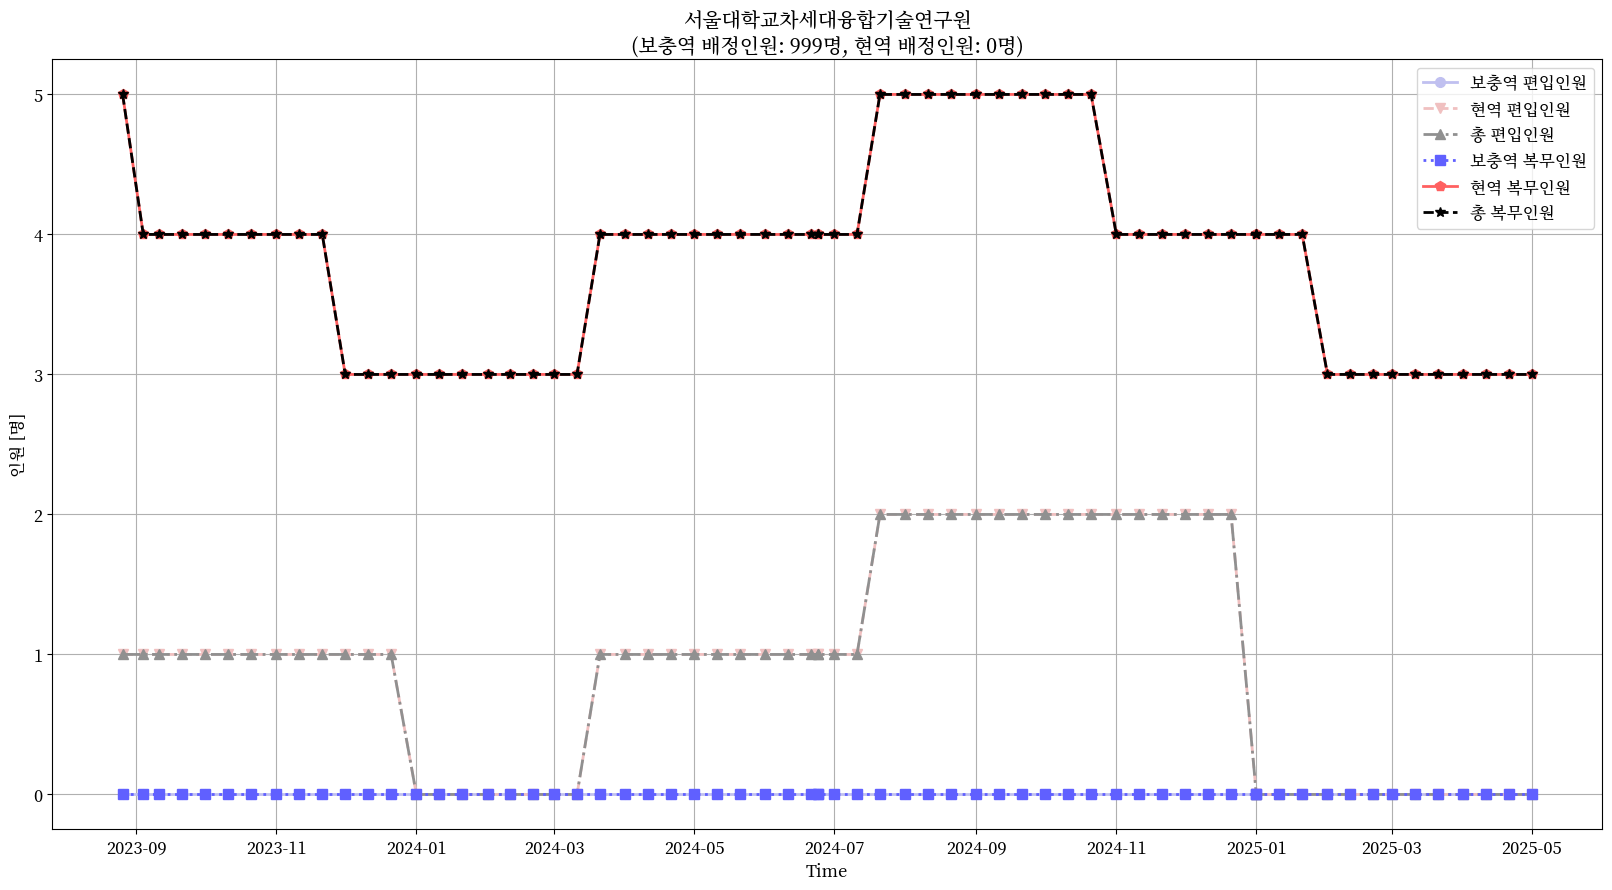 서울대학교차세대융합기술연구원
(보충역 배정인원: 999명, 현역 배정인원: 0명)
보충역 편입인원
현역 편입인원
총 편입인원
보충역 복무인원
현역 복무인원
총 복무인원
인원 [명]
5
4
3
2
1
0
2023-09 2023-11 2024-01 2024-03 2024-05 2024-07 2024-09 2024-11 2025-01 2025-03 2025-05
Time